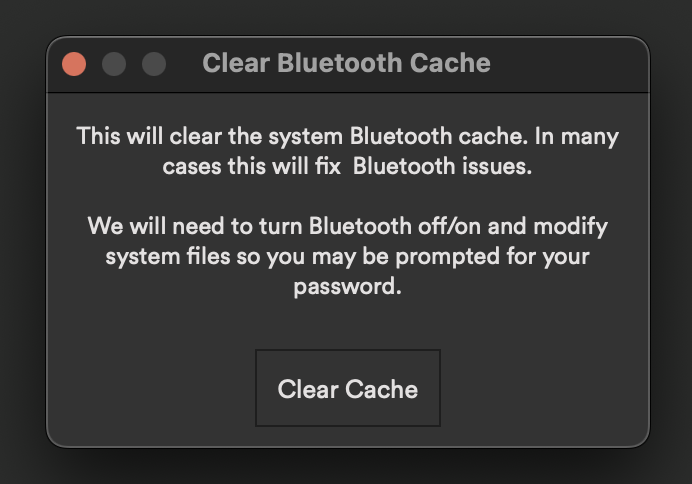 Clear Bluetooth Cache
This will clear the system Bluetooth cache. In many
cases this will fix  Bluetooth issues.
We will need to turn Bluetooth off/on and modify
system files so you may be prompted for your
password.
Clear Cache